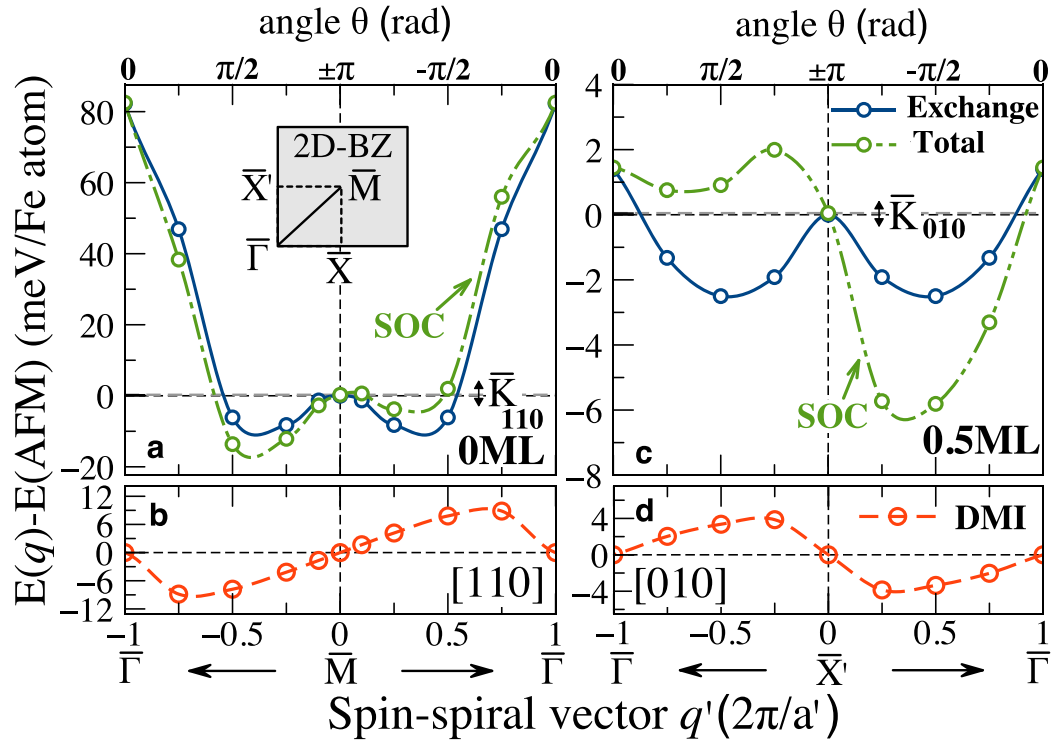 angle θ (rad)
angle θ (rad)
0 π/2 ±π -π/2 0
0 π/2 ±π -π/2 0
E(q)-E(AFM) (meV/Fe atom)
80
60
40
20
0
−20
2D-BZ
X̅'
M̅
Γ̅
X̅
SOC
K̅110
a
0ML
4
2
0
−2
−4
−6
−8
Exchange
Total
K̅010
SOC
c
0.5ML
12
6
0
−6
−12
b
[110]
4
0
−4
d
DMI
[010]
−1 −0.5 0 0.5 1
−0.5 0 0.5 1
Γ̅ M̅ Γ̅
Γ̅ X̅' Γ̅
Spin-spiral vector q'(2π/a')